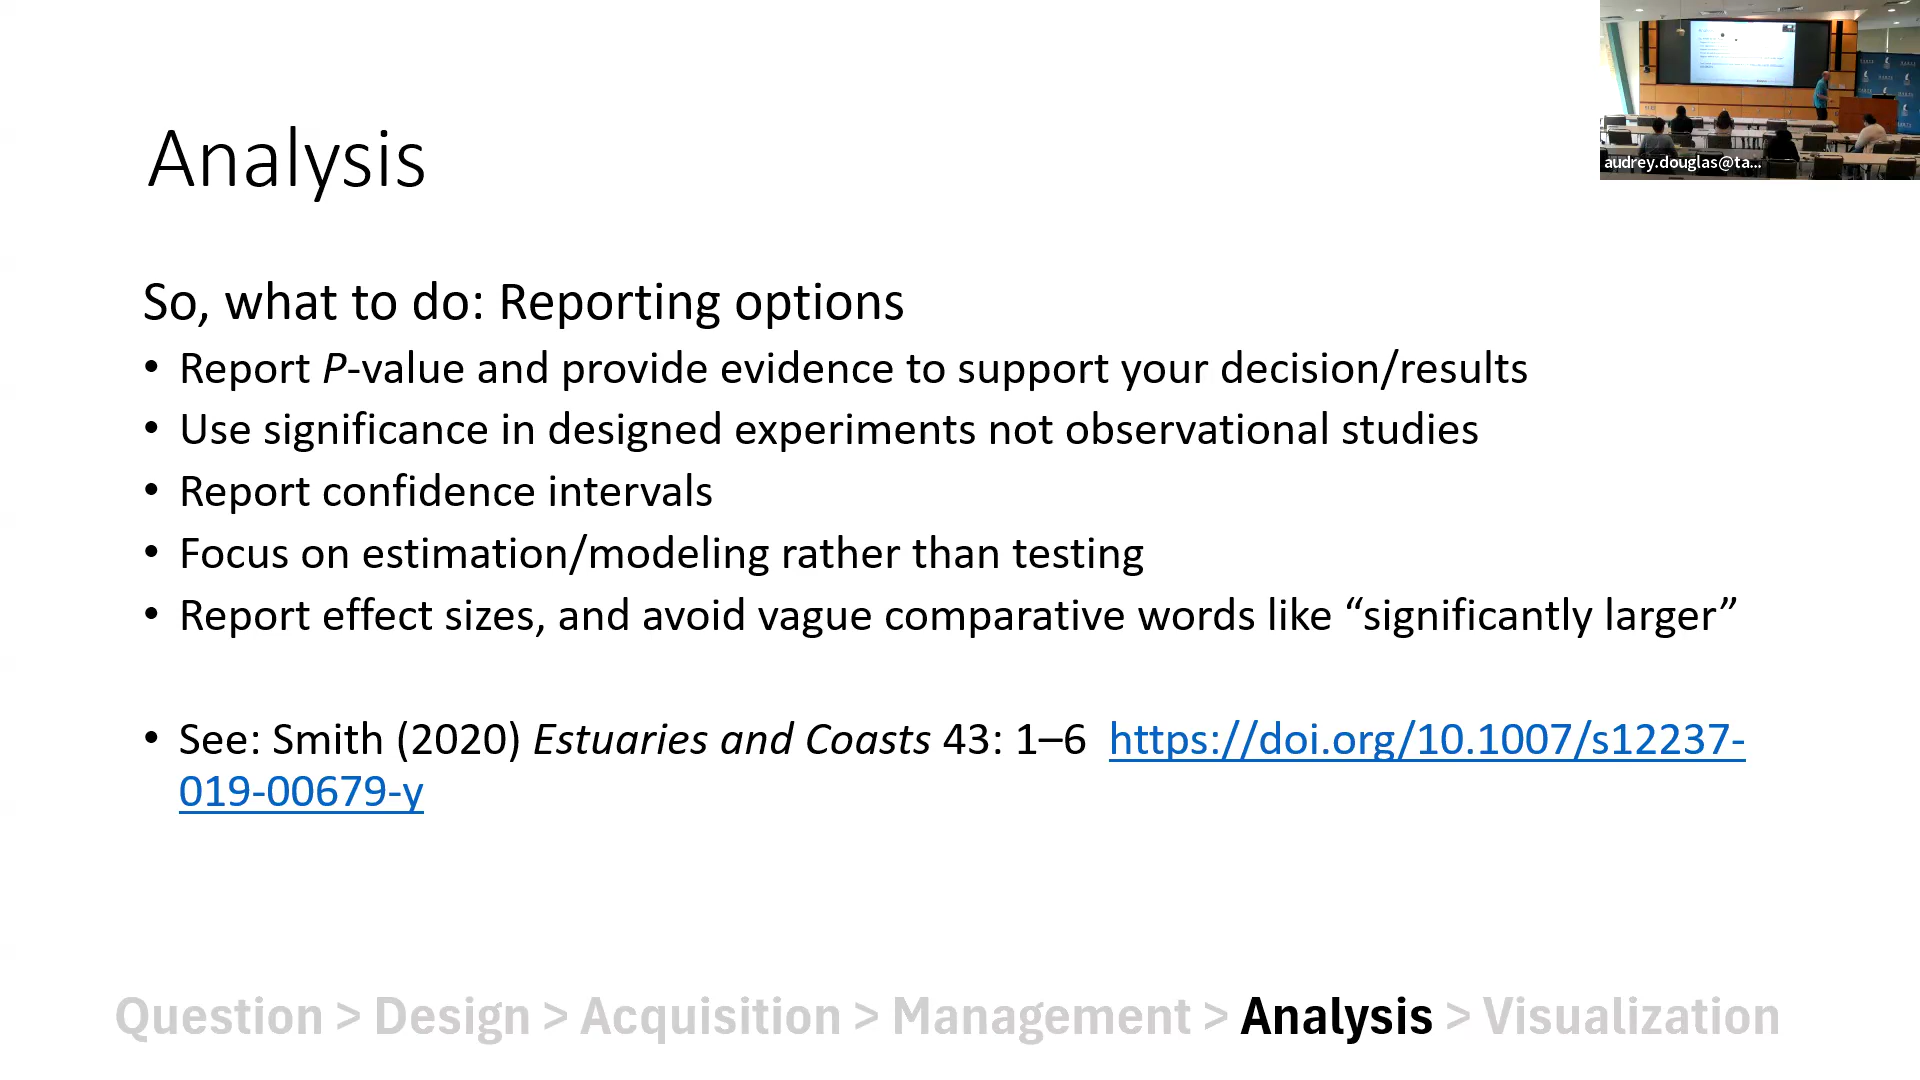 audrey.douglas@ta...
Analysis
So, what to do: Reporting options
• Report P-value and provide evidence to support your decision/results
• Use significance in designed experiments not observational studies
• Report confidence intervals
• Focus on estimation/modeling rather than testing
• Report effect sizes, and avoid vague comparative words like “significantly larger”
• See: Smith (2020) Estuaries and Coasts 43: 1–6 https://doi.org/10.1007/s12237-
019-00679-y
Question > Design > Acquisition > Management > Analysis > Visualization